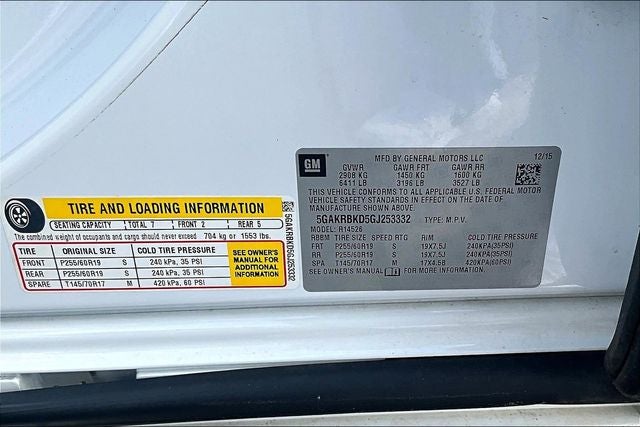 TIRE AND LOADING INFORMATION
SEATING CAPACITY TOTAL 7 FRONT 2 REAR 5
The combined weight of occupants and cargo should never exceed 704 kg or 1553 lbs.
TIRE ORIGINAL SIZE COLD TIRE PRESSURE
FRONT P255/60R19 S 240 kPa, 35 PSI
REAR P255/60R19 S 240 kPa, 35 PSI
SPARE T145/70R17 M 420 kPa, 60 PSI
SEE OWNER'S
MANUAL FOR
ADDITIONAL
INFORMATION
5GAKRBKD5GJ253332
GM
MFD BY GENERAL MOTORS LLC 12/15
GVWR GAWR FRT GAWR RR
2908 KG 1450 KG 1600 KG
6411 LB 3196 LB 3527 LB
THIS VEHICLE CONFORMS TO ALL APPLICABLE U.S. FEDERAL MOTOR
VEHICLE SAFETY STANDARDS IN EFFECT ON THE DATE OF
MANUFACTURE SHOWN ABOVE.
5GAKRBKD5GJ253332 TYPE: M.P.V.
MODEL: R14526
TIRE SIZE SPEED RTG RIM COLD TIRE PRESSURE
FRT P255/60R19 S 19X7.5J 240KPA(35PSI)
RR P255/60R19 S 19X7.5J 240KPA(35PSI)
SPA T145/70R17 M 17X4.5B 420KPA(60PSI)
SEE OWNER'S MANUAL FOR MORE INFORMATION.